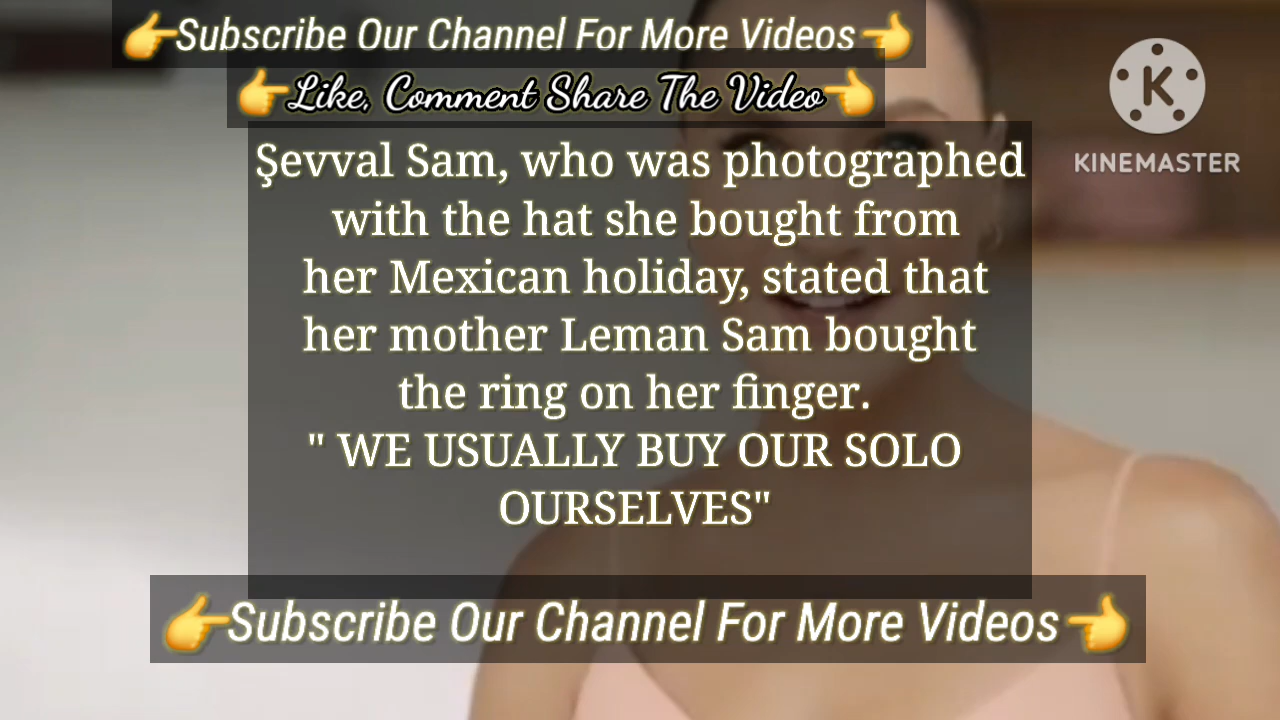 👉Subscribe Our Channel For More Videos👈
👉Like, Comment Share The Video👈
KINEMASTER
Şevval Sam, who was photographed
with the hat she bought from
her Mexican holiday, stated that
her mother Leman Sam bought
the ring on her finger.
" WE USUALLY BUY OUR SOLO
OURSELVES"
👉Subscribe Our Channel For More Videos👈